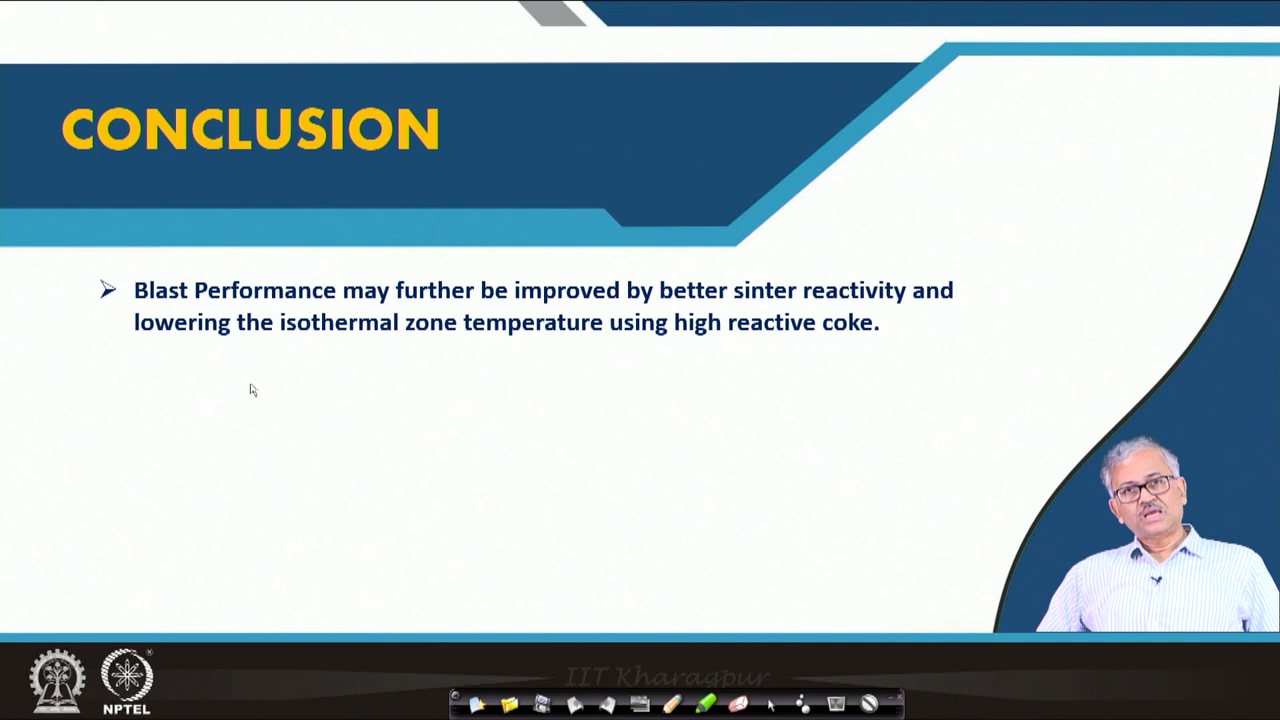 CONCLUSION
➢ Blast Performance may further be improved by better sinter reactivity and
lowering the isothermal zone temperature using high reactive coke.
IIT Kharagpur
NPTEL